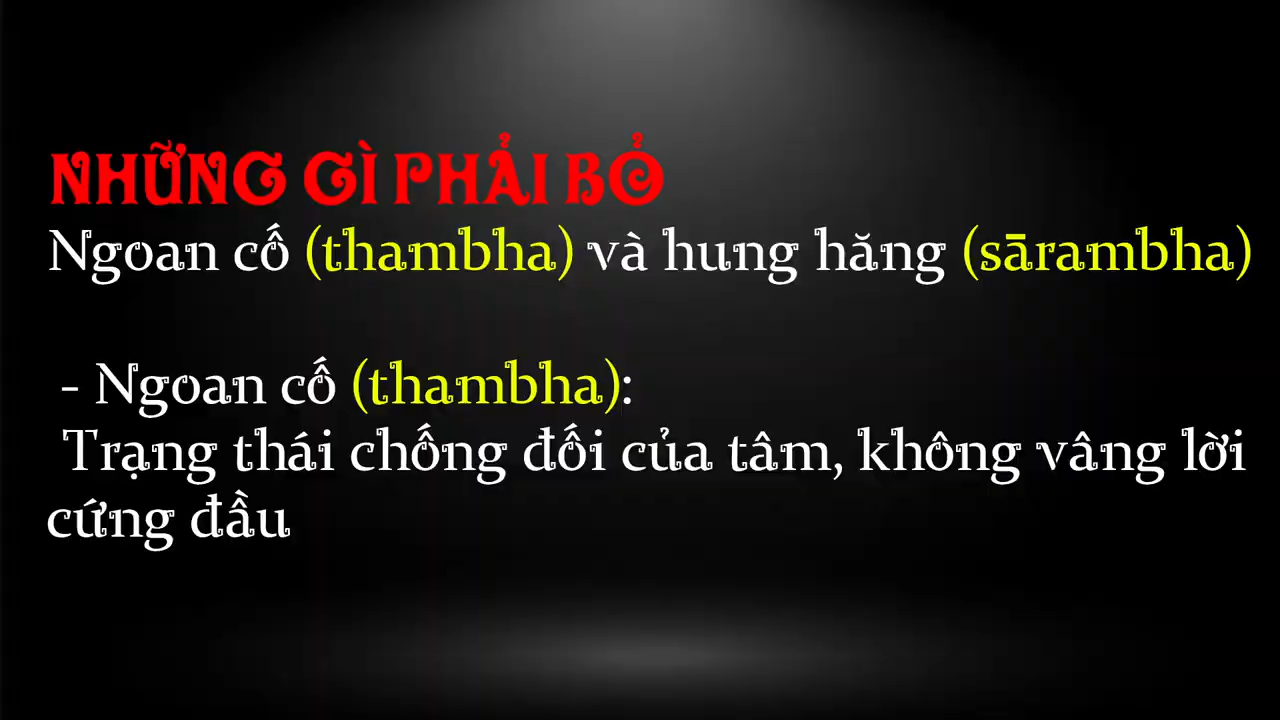 NHỮNG GÌ PHẢI BỎ
Ngoan cố (thambha) và hung hăng (sārambha)
- Ngoan cố (thambha):
Trạng thái chống đối của tâm, không vâng lời
cứng đầu